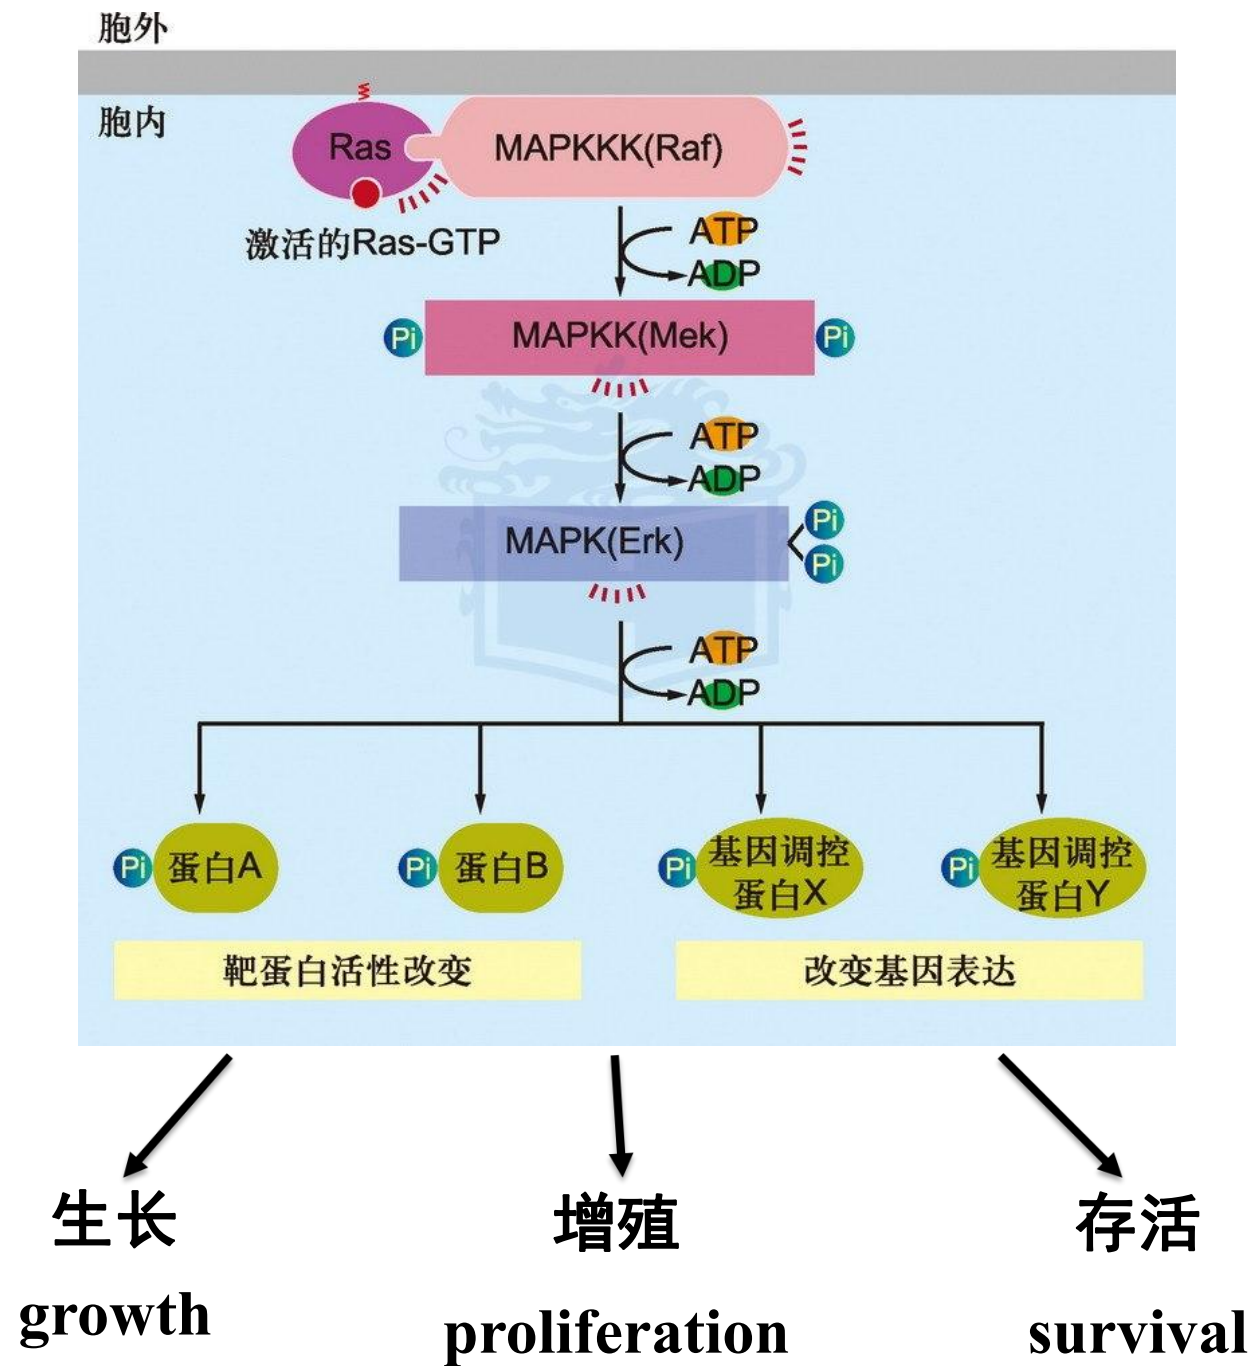 胞外
胞内
Ras
MAPKKK(Raf)
激活的Ras-GTP
ATP
ADP
Pi
MAPKK(Mek)
Pi
ATP
ADP
MAPK(Erk)
Pi
Pi
ATP
ADP
Pi
蛋白A
Pi
蛋白B
Pi
基因调控
蛋白X
Pi
基因调控
蛋白Y
靶蛋白活性改变
改变基因表达
生长
增殖
存活
growth
proliferation
survival